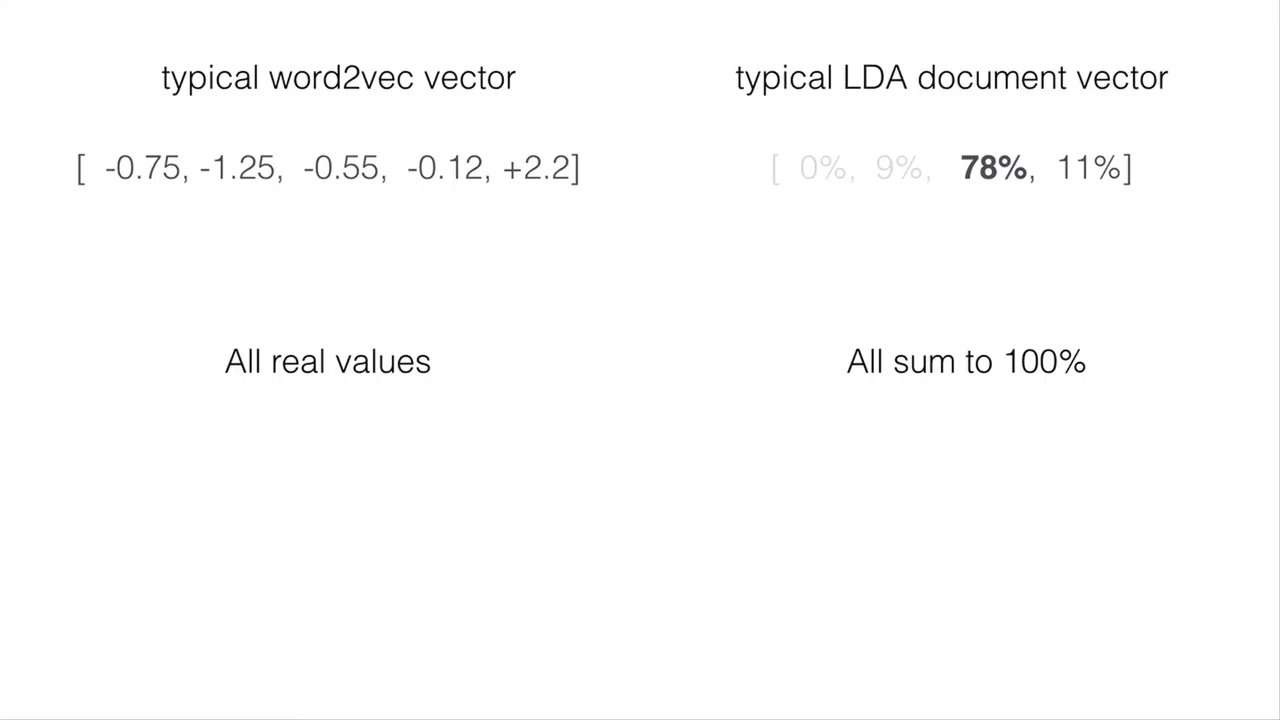 typical word2vec vector
typical LDA document vector
[ -0.75, -1.25, -0.55, -0.12, +2.2]
[ 0%, 9%, 78%, 11%]
All real values
All sum to 100%